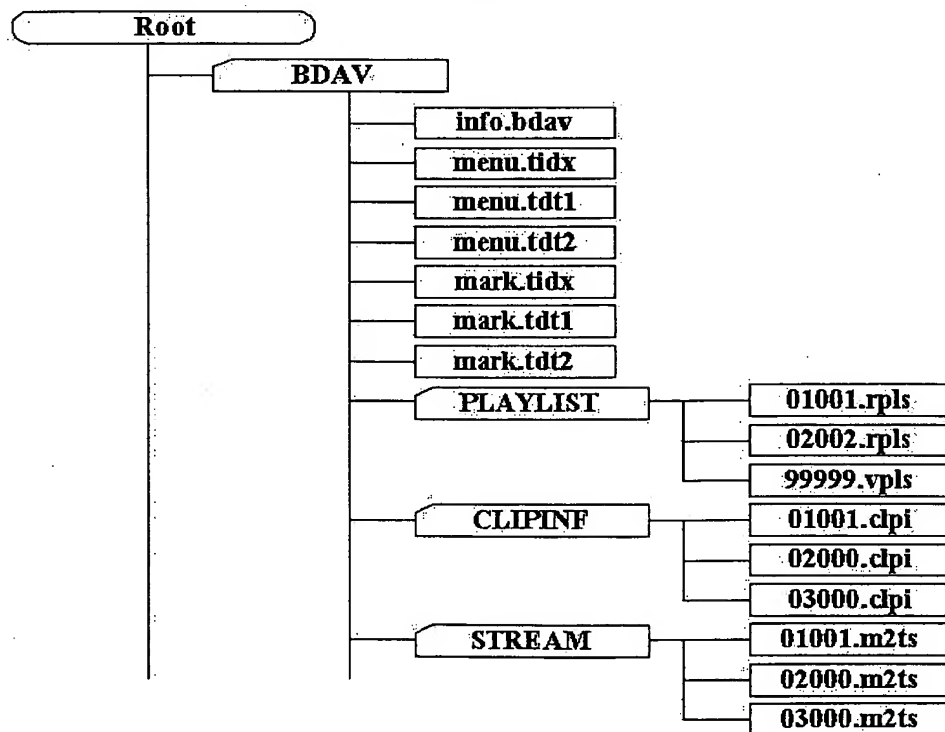 Root
BDAV
info.bdav
menu.tidx
menu.tdt1
menu.tdt2
mark.tidx
mark.tdt1
mark.tdt2
PLAYLIST
01001.rpls
02002.rpls
99999.vpls
CLIPINF
01001.clpi
02000.clpi
03000.clpi
STREAM
01001.m2ts
02000.m2ts
03000.m2ts